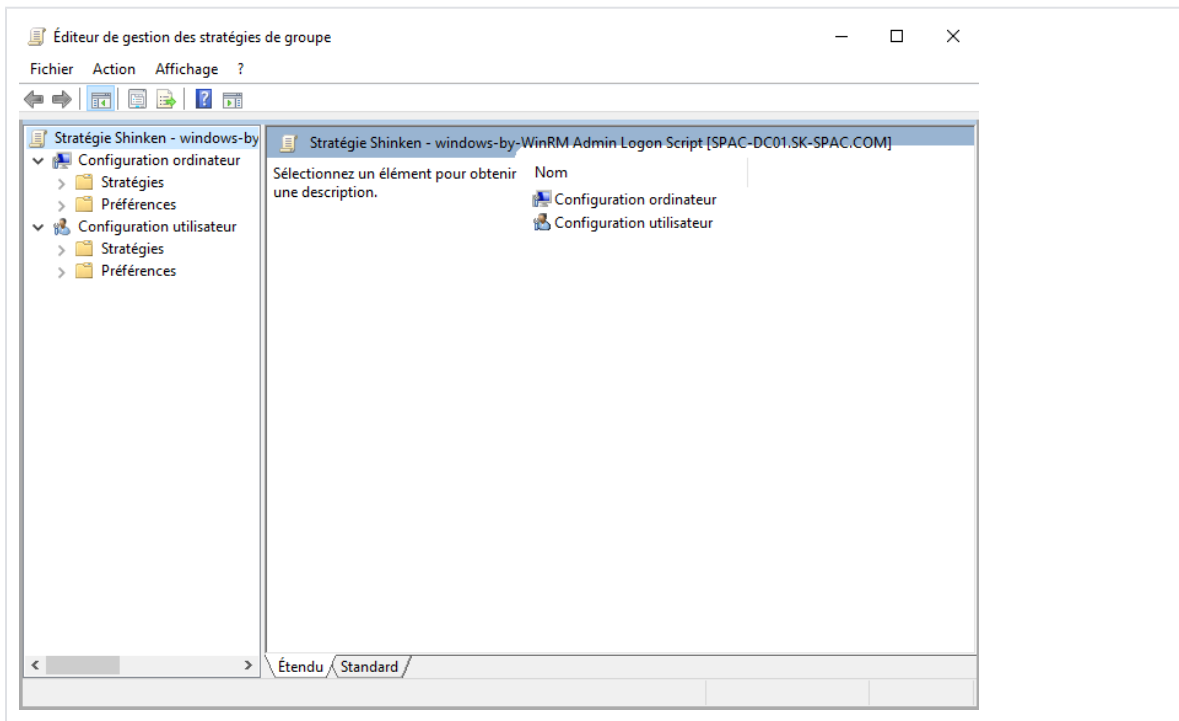 Éditeur de gestion des stratégies de groupe
Fichier Action Affichage ?
Stratégie Shinken - windows-by
Configuration ordinateur
Stratégies
Préférences
Configuration utilisateur
Stratégies
Préférences
Stratégie Shinken - windows-by-WinRM Admin Logon Script [SPAC-DC01.SK-SPAC.COM]
Sélectionnez un élément pour obtenir
une description.
Nom
Configuration ordinateur
Configuration utilisateur
Étendu Standard